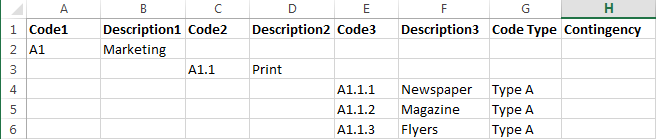 A B C D E F G H
1 Code1 Description1 Code2 Description2 Code3 Description3 Code Type Contingency
2 A1 Marketing
3 A1.1 Print
4 A1.1.1 Newspaper Type A
5 A1.1.2 Magazine Type A
6 A1.1.3 Flyers Type A